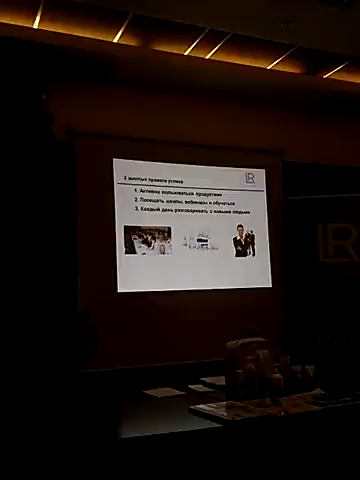 3 желтые правила успеха
LR
1. Активно пользоваться продуктами
2. Посещать школы, вебинары и обучаться
3. Каждый день разговаривать с новыми людьми
LR